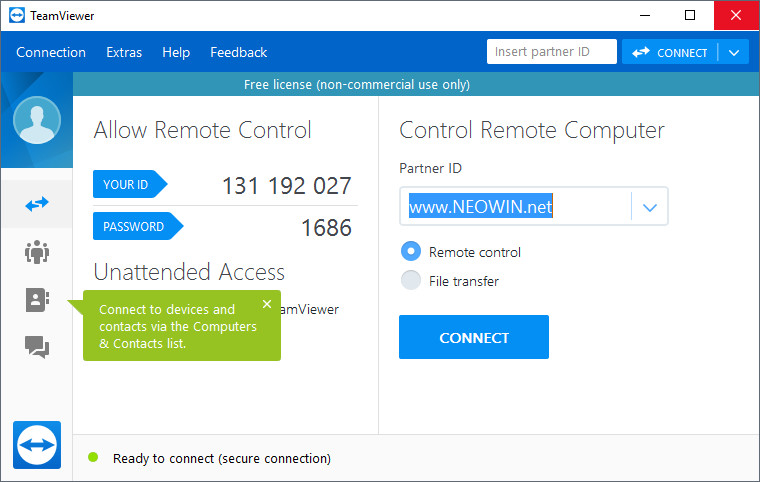 TeamViewer
Connection Extras Help Feedback Insert partner ID CONNECT
Free license (non-commercial use only)
Allow Remote Control
YOUR ID 131 192 027
PASSWORD 1686
Unattended Access
amViewer
Connect to devices and
contacts via the Computers
& Contacts list.
Control Remote Computer
Partner ID
www.NEOWIN.net
Remote control
File transfer
CONNECT
Ready to connect (secure connection)